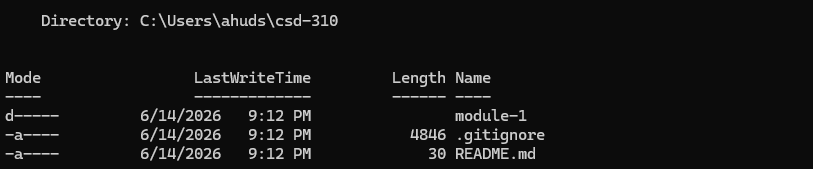 Directory: C:\Users\ahuds\csd-310
Mode LastWriteTime Length Name
---- ------------- ------ ----
d----- 6/14/2026 9:12 PM module-1
-a---- 6/14/2026 9:12 PM 4846 .gitignore
-a---- 6/14/2026 9:12 PM 30 README.md